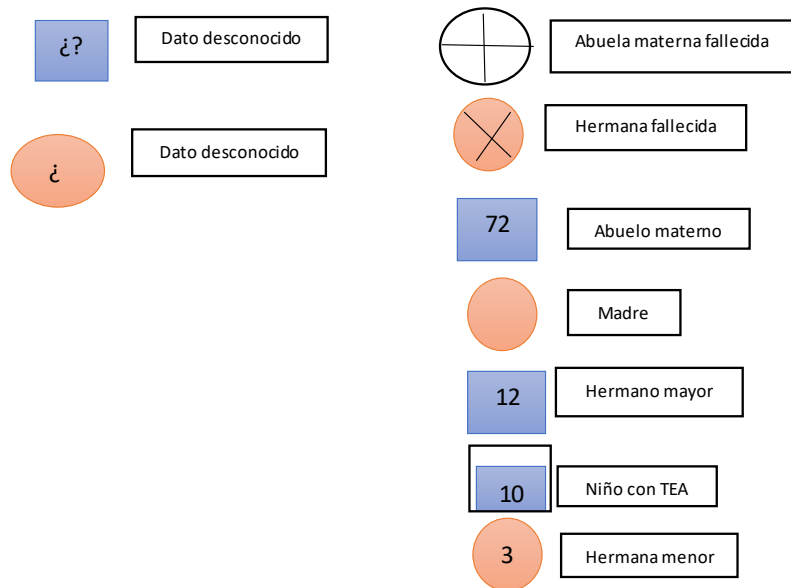 ¿?
Dato desconocido
¿
Dato desconocido
Abuela materna fallecida
Hermana fallecida
72
Abuelo materno
Madre
12
Hermano mayor
10
Niño con TEA
3
Hermana menor